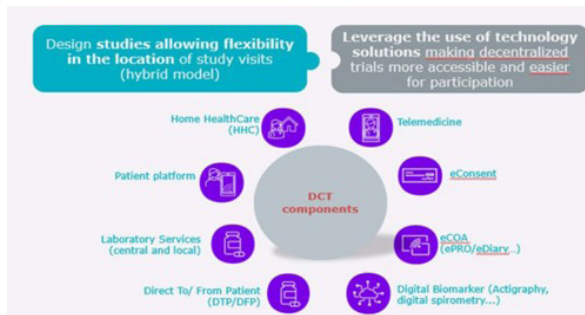 Design studies allowing flexibility
in the location of study visits
(hybrid model)
Leverage the use of technology
solutions making decentralized
trials more accessible and easier
for participation
Home HealthCare
(HHC)
Telemedicine
Patient platform
eConsent
DCT
components
Laboratory Services
(central and local)
eCOA
(ePRO/eDiary...)
Direct To/ From Patient
(DTP/DFP)
Digital Biomarker (Actigraphy,
digital spirometry...)